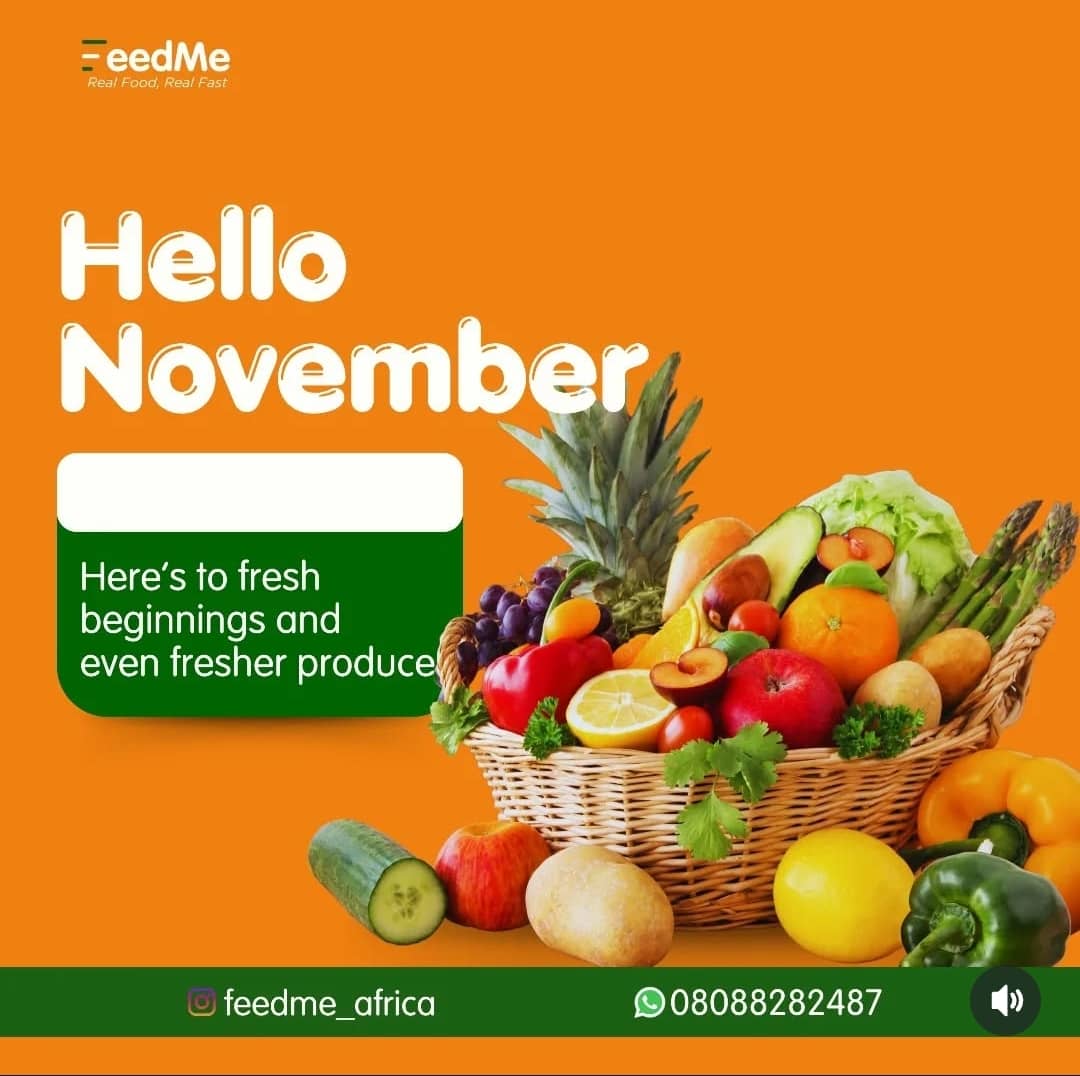 FeedMe
Real Food, Real Fast
Hello
November
Here's to fresh
beginnings and
even fresher produce
feedme_africa
08088282487